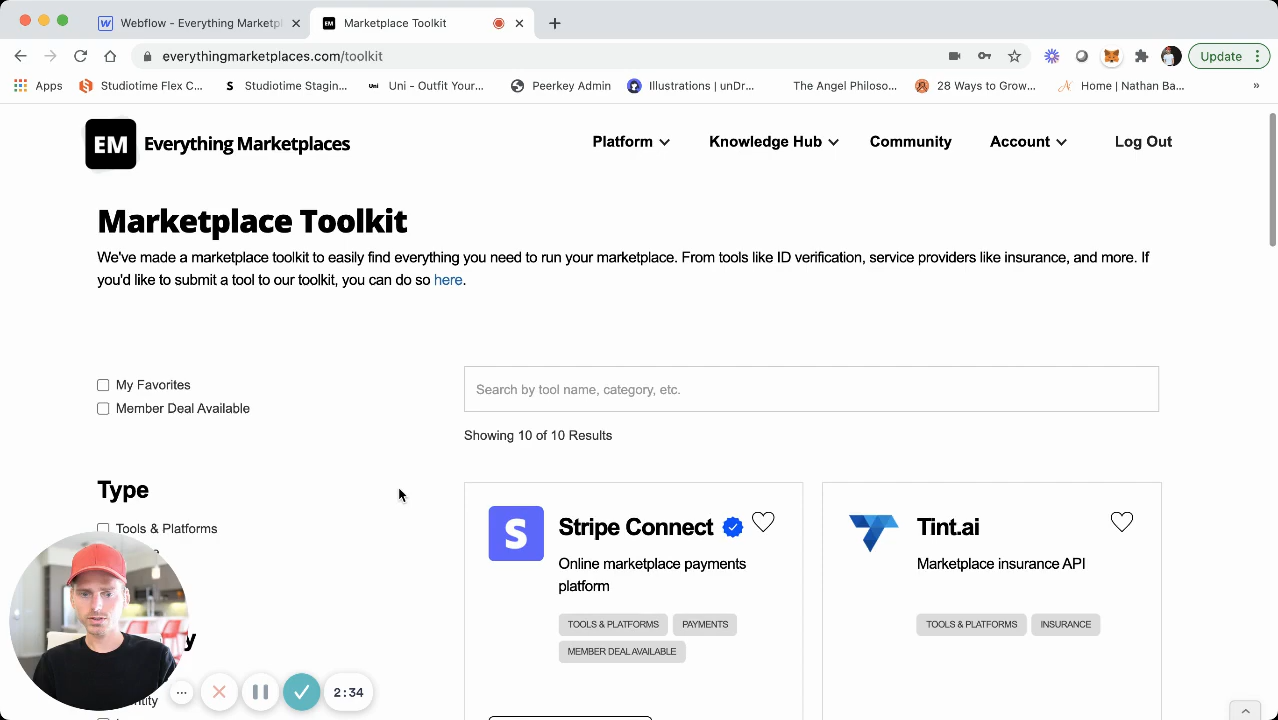 Webflow - Everything Marketpl
EM Marketplace Toolkit
everythingmarketplaces.com/toolkit
Update
Apps
Studiotime Flex C...
S Studiotime Stagin...
Uni Uni - Outfit Your...
Peerkey Admin
Illustrations | unDr...
The Angel Philoso...
28 Ways to Grow...
Home | Nathan Ba...
»
EM Everything Marketplaces
Platform
Knowledge Hub
Community
Account
Log Out
Marketplace Toolkit
We've made a marketplace toolkit to easily find everything you need to run your marketplace. From tools like ID verification, service providers like insurance, and more. If
you'd like to submit a tool to our toolkit, you can do so here.
My Favorites
Member Deal Available
Search by tool name, category, etc.
Showing 10 of 10 Results
Type
Tools & Platforms
S
Stripe Connect
Online marketplace payments
platform
TOOLS & PLATFORMS
PAYMENTS
MEMBER DEAL AVAILABLE
Tint.ai
Marketplace insurance API
TOOLS & PLATFORMS
INSURANCE
2:34